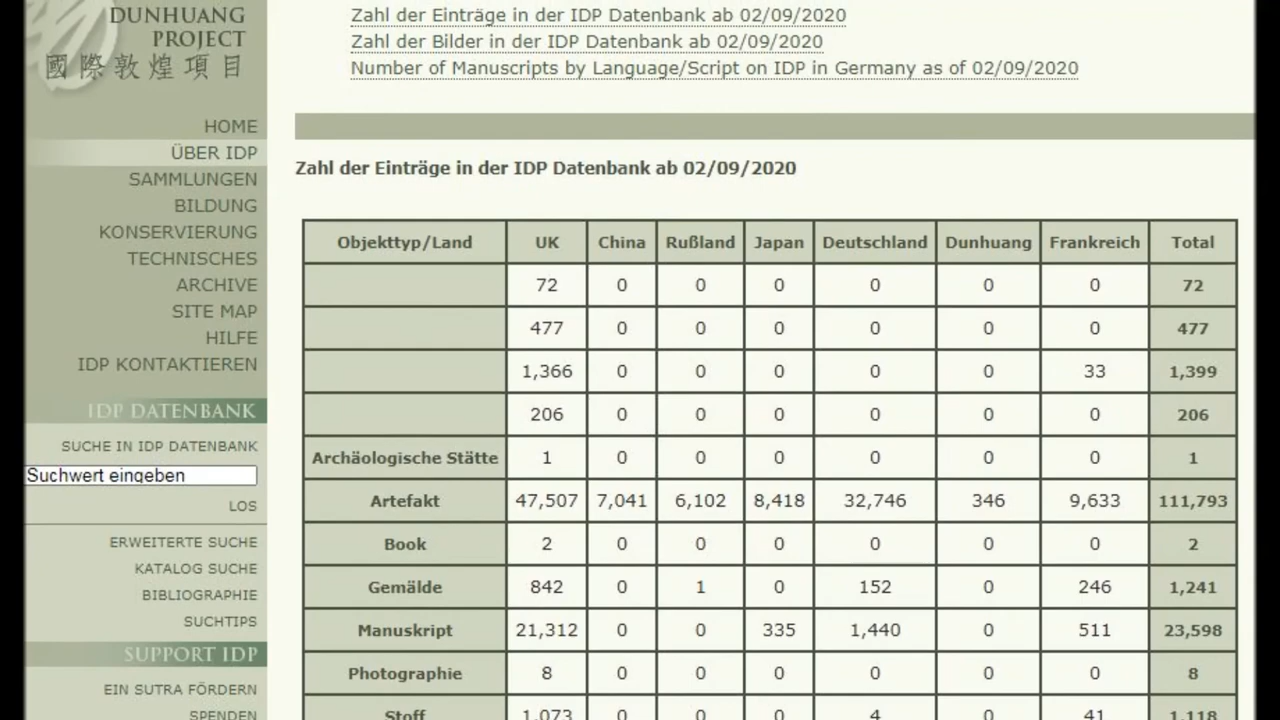 DUNHUANG
PROJECT
國際敦煌項目
HOME
ÜBER IDP
SAMMLUNGEN
BILDUNG
KONSERVIERUNG
TECHNISCHES
ARCHIVE
SITE MAP
HILFE
IDP KONTAKTIEREN
IDP DATENBANK
SUCHE IN IDP DATENBANK
Suchwert eingeben
LOS
ERWEITERTE SUCHE
KATALOG SUCHE
BIBLIOGRAPHIE
SUCHTIPS
SUPPORT IDP
EIN SUTRA FÖRDERN
SPENDEN
Zahl der Einträge in der IDP Datenbank ab 02/09/2020
Zahl der Bilder in der IDP Datenbank ab 02/09/2020
Number of Manuscripts by Language/Script on IDP in Germany as of 02/09/2020
Zahl der Einträge in der IDP Datenbank ab 02/09/2020
Objekttyp/Land UK China Rußland Japan Deutschland Dunhuang Frankreich Total
72 0 0 0 0 0 0 72
477 0 0 0 0 0 0 477
1,366 0 0 0 0 0 33 1,399
206 0 0 0 0 0 0 206
Archäologische Stätte 1 0 0 0 0 0 0 1
Artefakt 47,507 7,041 6,102 8,418 32,746 346 9,633 111,793
Book 2 0 0 0 0 0 0 2
Gemälde 842 0 1 0 152 0 246 1,241
Manuskript 21,312 0 0 335 1,440 0 511 23,598
Photographie 8 0 0 0 0 0 0 8
Stoff 1,073 0 0 0 4 0 41 1,118